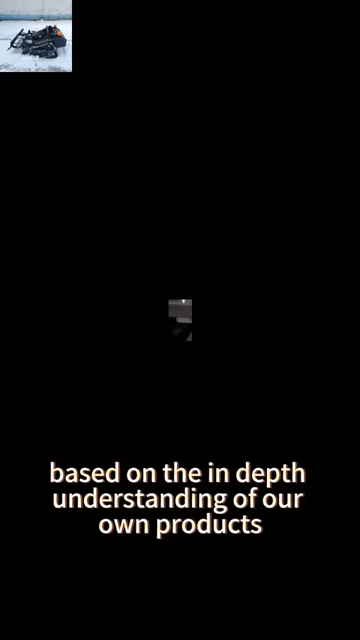 based on the in depth
understanding of our
own products